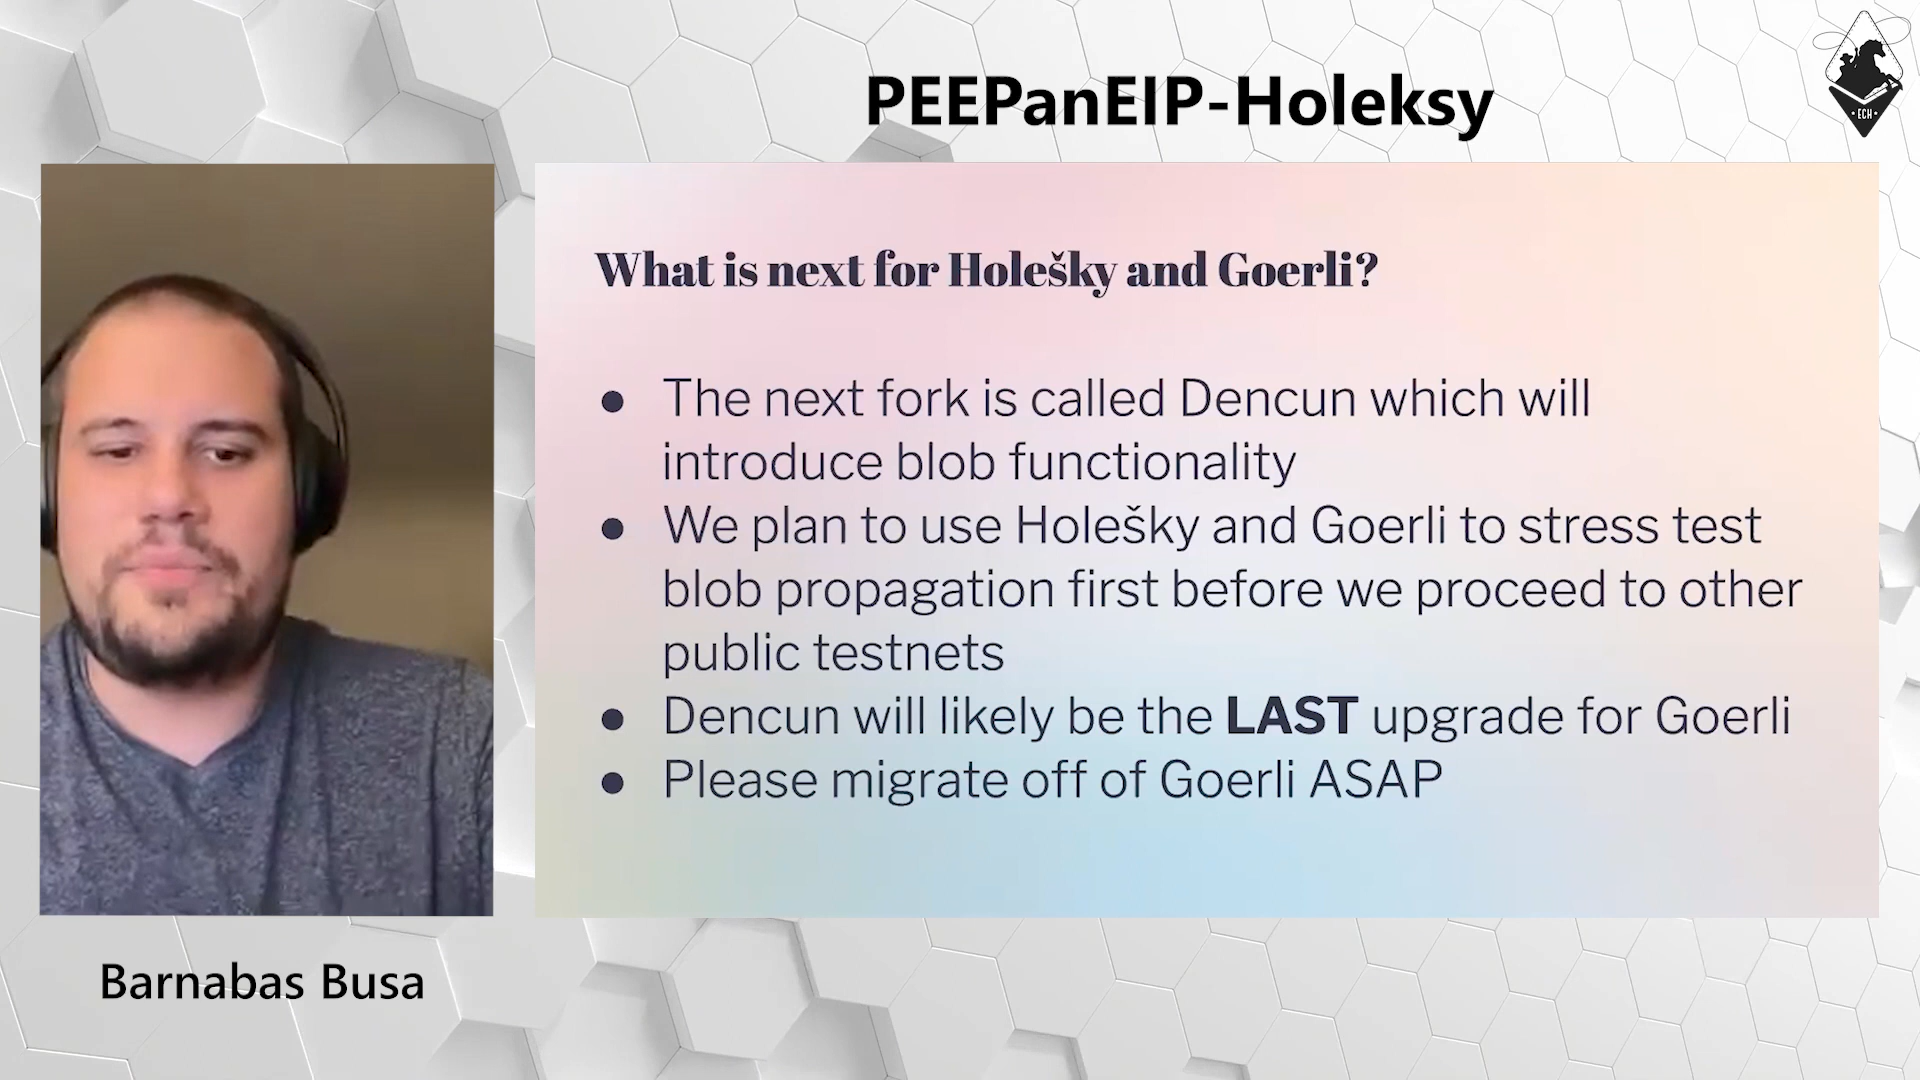 PEEPanEIP-Holeksy
·ECH·
What is next for Holešky and Goerli?
● The next fork is called Dencun which will
introduce blob functionality
● We plan to use Holešky and Goerli to stress test
blob propagation first before we proceed to other
public testnets
● Dencun will likely be the LAST upgrade for Goerli
● Please migrate off of Goerli ASAP
Barnabas Busa